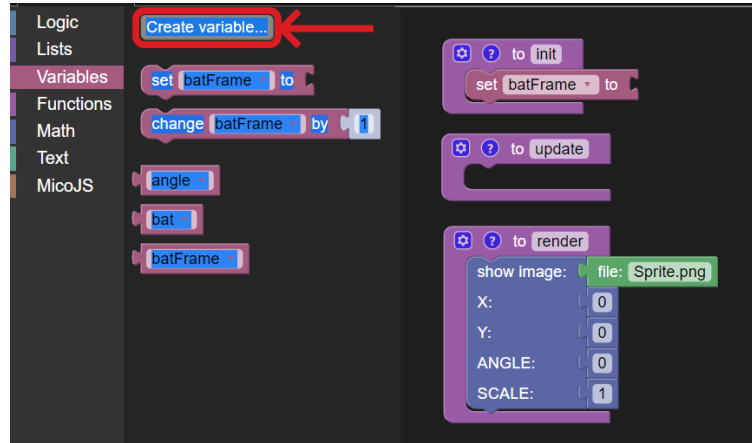 Logic
Lists
Variables
Functions
Math
Text
MicoJS
Create variable...
set batFrame to
change batFrame by 1
angle
bat
batFrame
? to init
set batFrame to
? to update
? to render
show image: file: Sprite.png
X: 0
Y: 0
ANGLE: 0
SCALE: 1